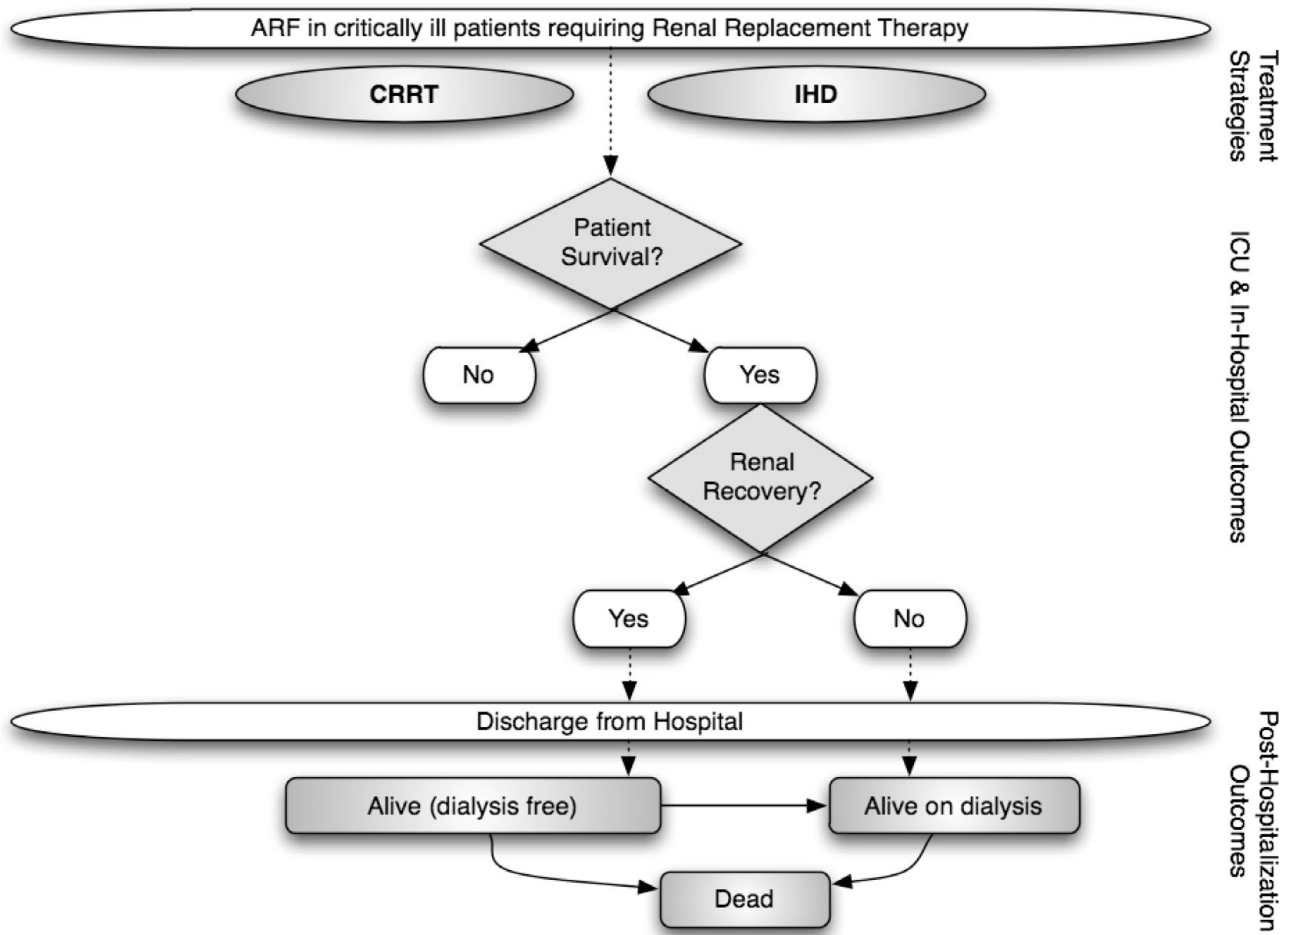 ARF in critically ill patients requiring Renal Replacement Therapy
CRRT
IHD
Treatment
Strategies
Patient
Survival?
No
Yes
ICU & In-Hospital Outcomes
Renal
Recovery?
Yes
No
Discharge from Hospital
Alive (dialysis free)
Alive on dialysis
Dead
Post-Hospitalization
Outcomes